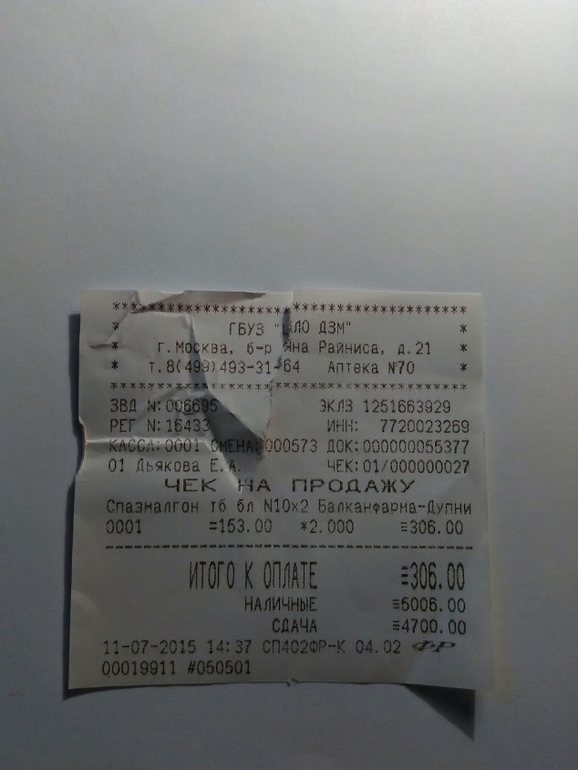 ***********************************
* ГБУЗ "ЦЛО ДЗМ" *
* г.Москва, б-р Яна Райниса, д.21 *
* т.8(499)493-31-64 Аптека N70 *
***********************************
ЗВД N:006695 ЭКЛЗ 1251663929
РЕГ N:16433 ИНН: 7720023269
КАССА:0001 СМЕНА:000573 ДОК:000000055377
01 Дьякова Е.А. ЧЕК:01/000000027
ЧЕК НА ПРОДАЖУ
Спазмалгон тб бл N10x2 Балканфарма-Дупни
0001 =153.00 *2.000 =306.00
ИТОГО К ОПЛАТЕ =306.00
НАЛИЧНЫЕ =5006.00
СДАЧА =4700.00
11-07-2015 14:37 СП402ФР-К 04.02 ФР
00019911 #050501